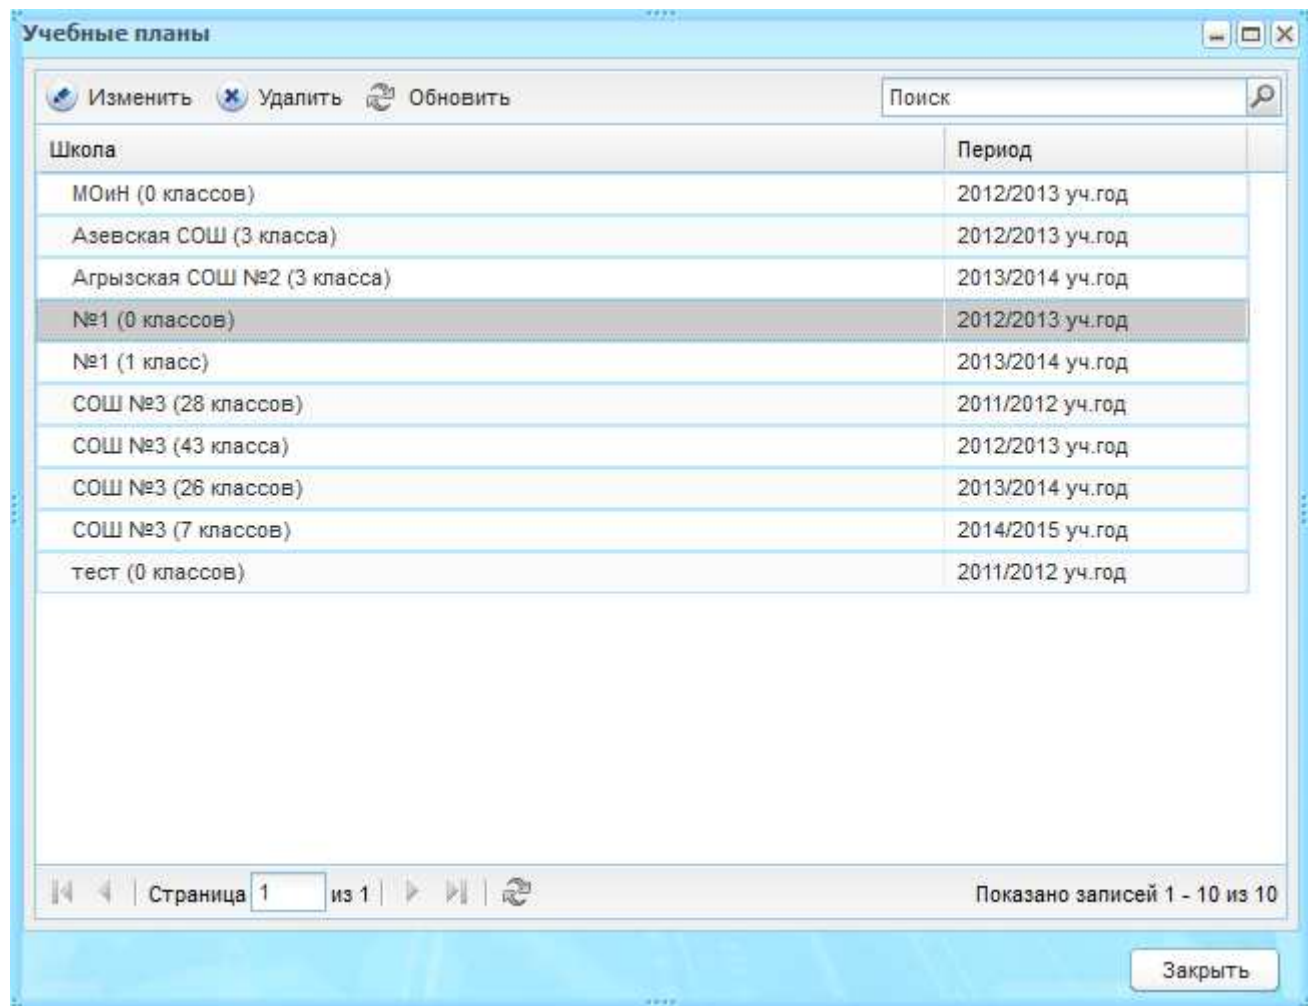 Учебные планы
Изменить Удалить Обновить Поиск
Школа Период
МОиН (0 классов) 2012/2013 уч.год
Азевская СОШ (3 класса) 2012/2013 уч.год
Агрызская СОШ №2 (3 класса) 2013/2014 уч.год
№1 (0 классов) 2012/2013 уч.год
№1 (1 класс) 2013/2014 уч.год
СОШ №3 (28 классов) 2011/2012 уч.год
СОШ №3 (43 класса) 2012/2013 уч.год
СОШ №3 (26 классов) 2013/2014 уч.год
СОШ №3 (7 классов) 2014/2015 уч.год
тест (0 классов) 2011/2012 уч.год
Страница 1 из 1 Показано записей 1 - 10 из 10
Закрыть